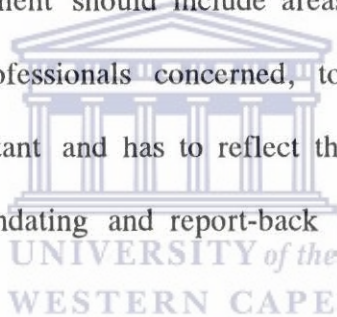 ment should include areas
ofessionals concerned, to
tant and has to reflect th
ndating and report-back
UNIVERSITY of the
WESTERN CAPE